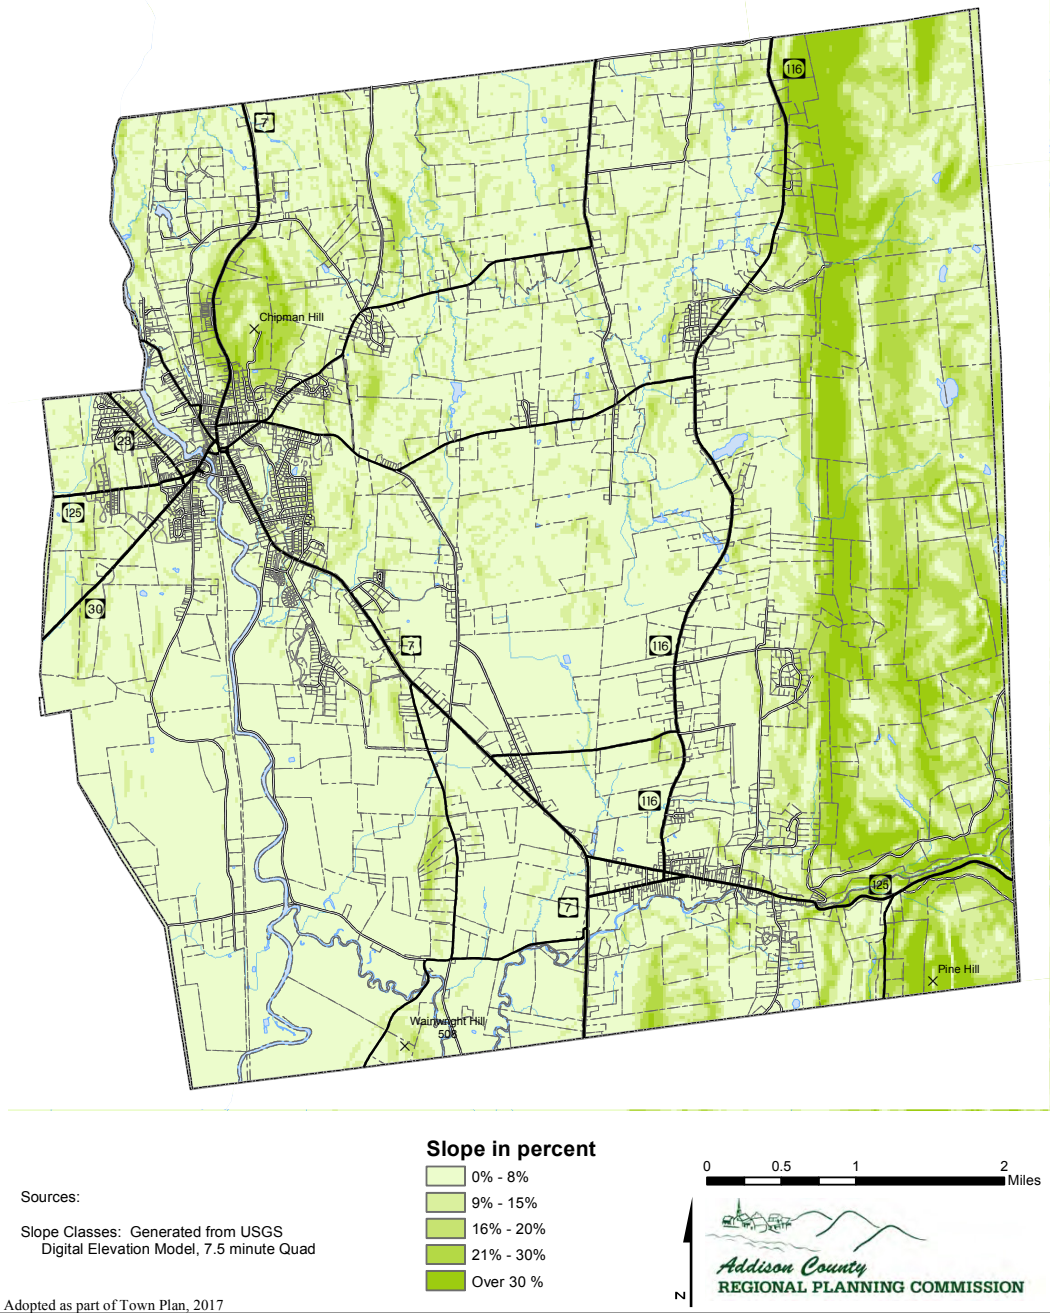 116
7
Chipman Hill
23
125
30
7
116
116
125
7
Pine Hill
Wainwright Hill
508
Slope in percent
0% - 8%
9% - 15%
16% - 20%
21% - 30%
Over 30 %
Sources:
Slope Classes: Generated from USGS
Digital Elevation Model, 7.5 minute Quad
0 0.5 1 2
Miles
N
Addison County
REGIONAL PLANNING COMMISSION
Adopted as part of Town Plan, 2017